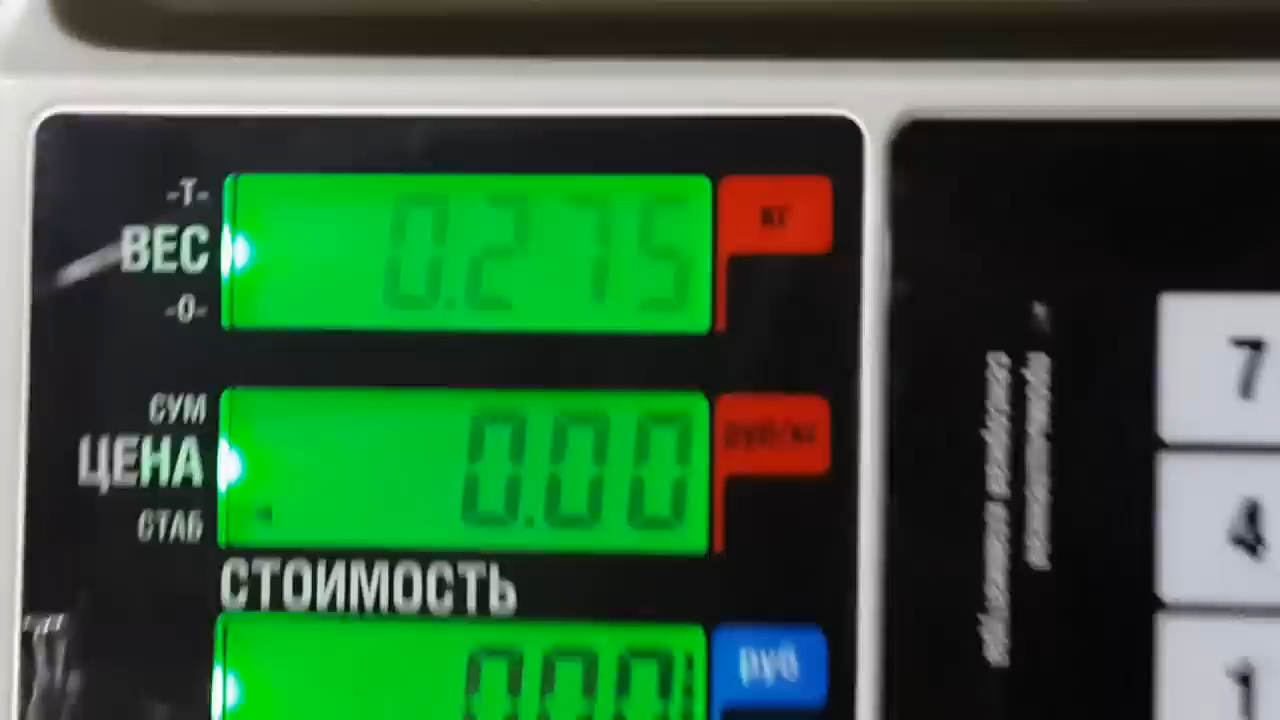 -Т-
ВЕС
-0-
0.275
кг
СУМ
ЦЕНА
СТАБ
0.00
руб/кг
СТОИМОСТЬ
руб
7
4
1